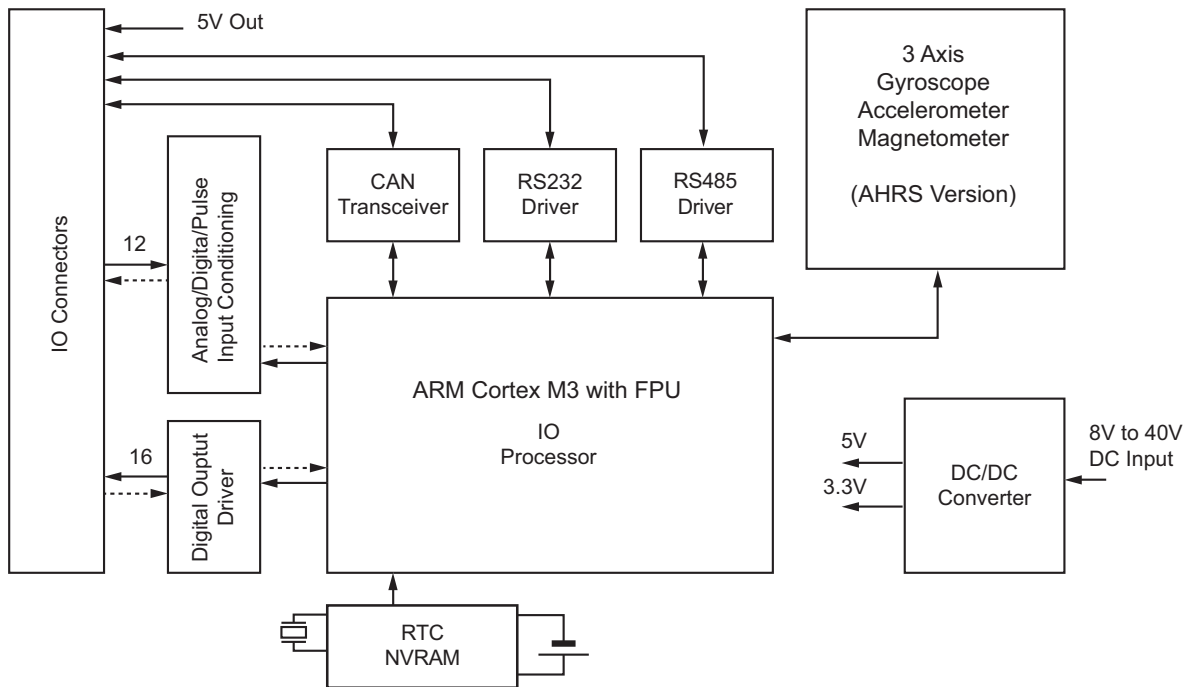 5V Out
3 Axis
Gyroscope
Accelerometer
Magnetometer
(AHRS Version)
IO Connectors
12
Analog/Digita/Pulse
Input Conditioning
CAN
Transceiver
RS232
Driver
RS485
Driver
ARM Cortex M3 with FPU
IO
Processor
16
Digital Ouptut
Driver
5V
3.3V
DC/DC
Converter
8V to 40V
DC Input
RTC
NVRAM